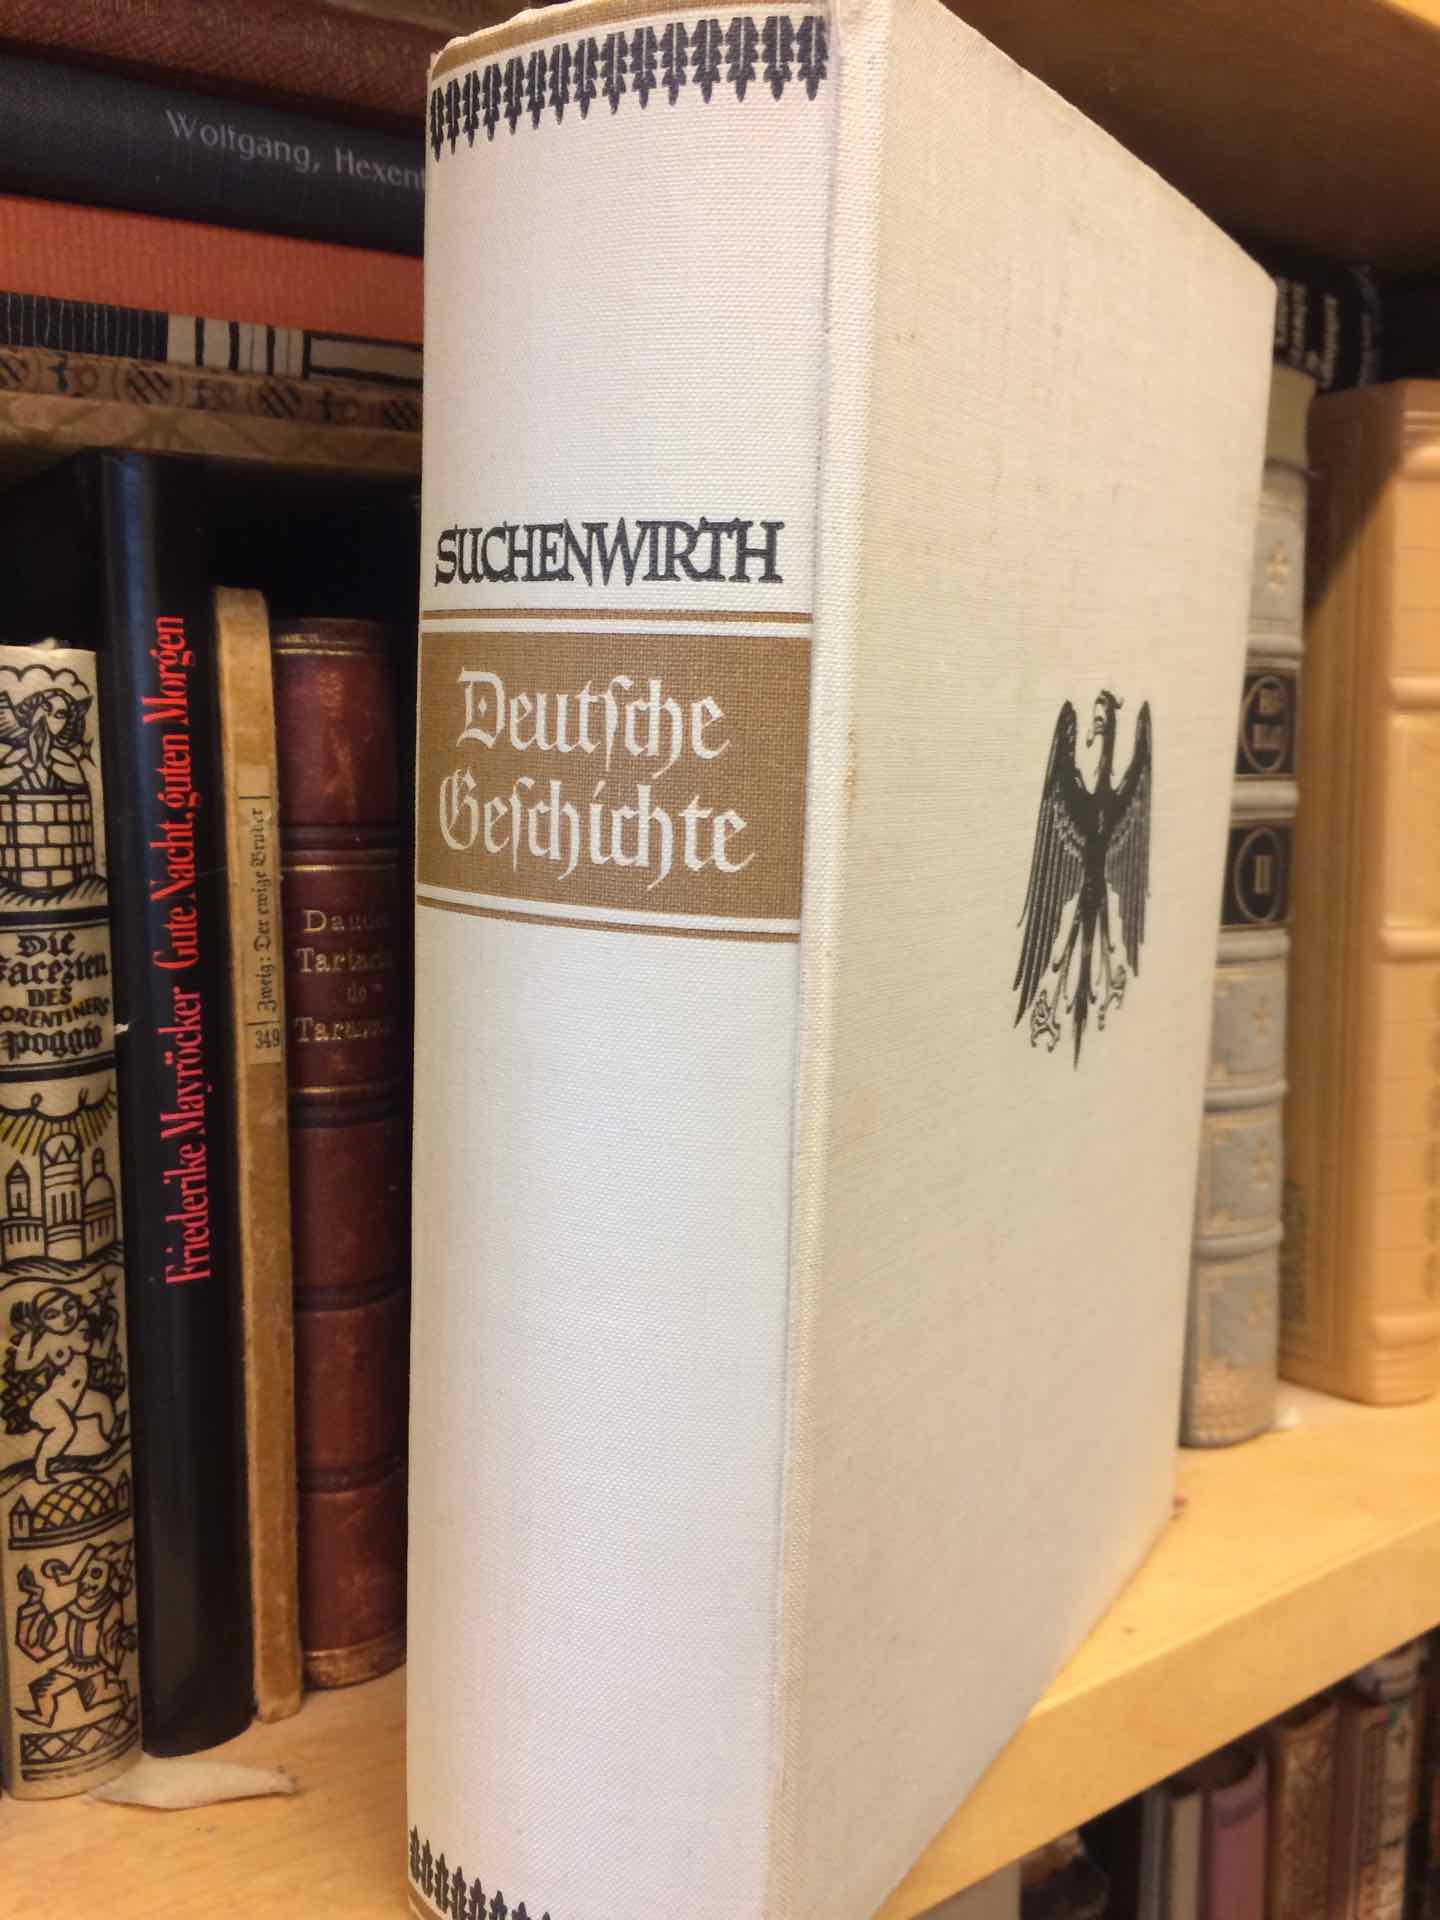 Wolfgang, Hexen
SUCHENWIRTH
Deutſche
Geſchichte
Die
Facezien
DES
FLORENTINERS
Poggio
Friederike Mayröcker Gute Nacht, guten Morgen
349 Zweig: Der ewige Bruder
Daudet
Tartarin
de
Tarascon
II